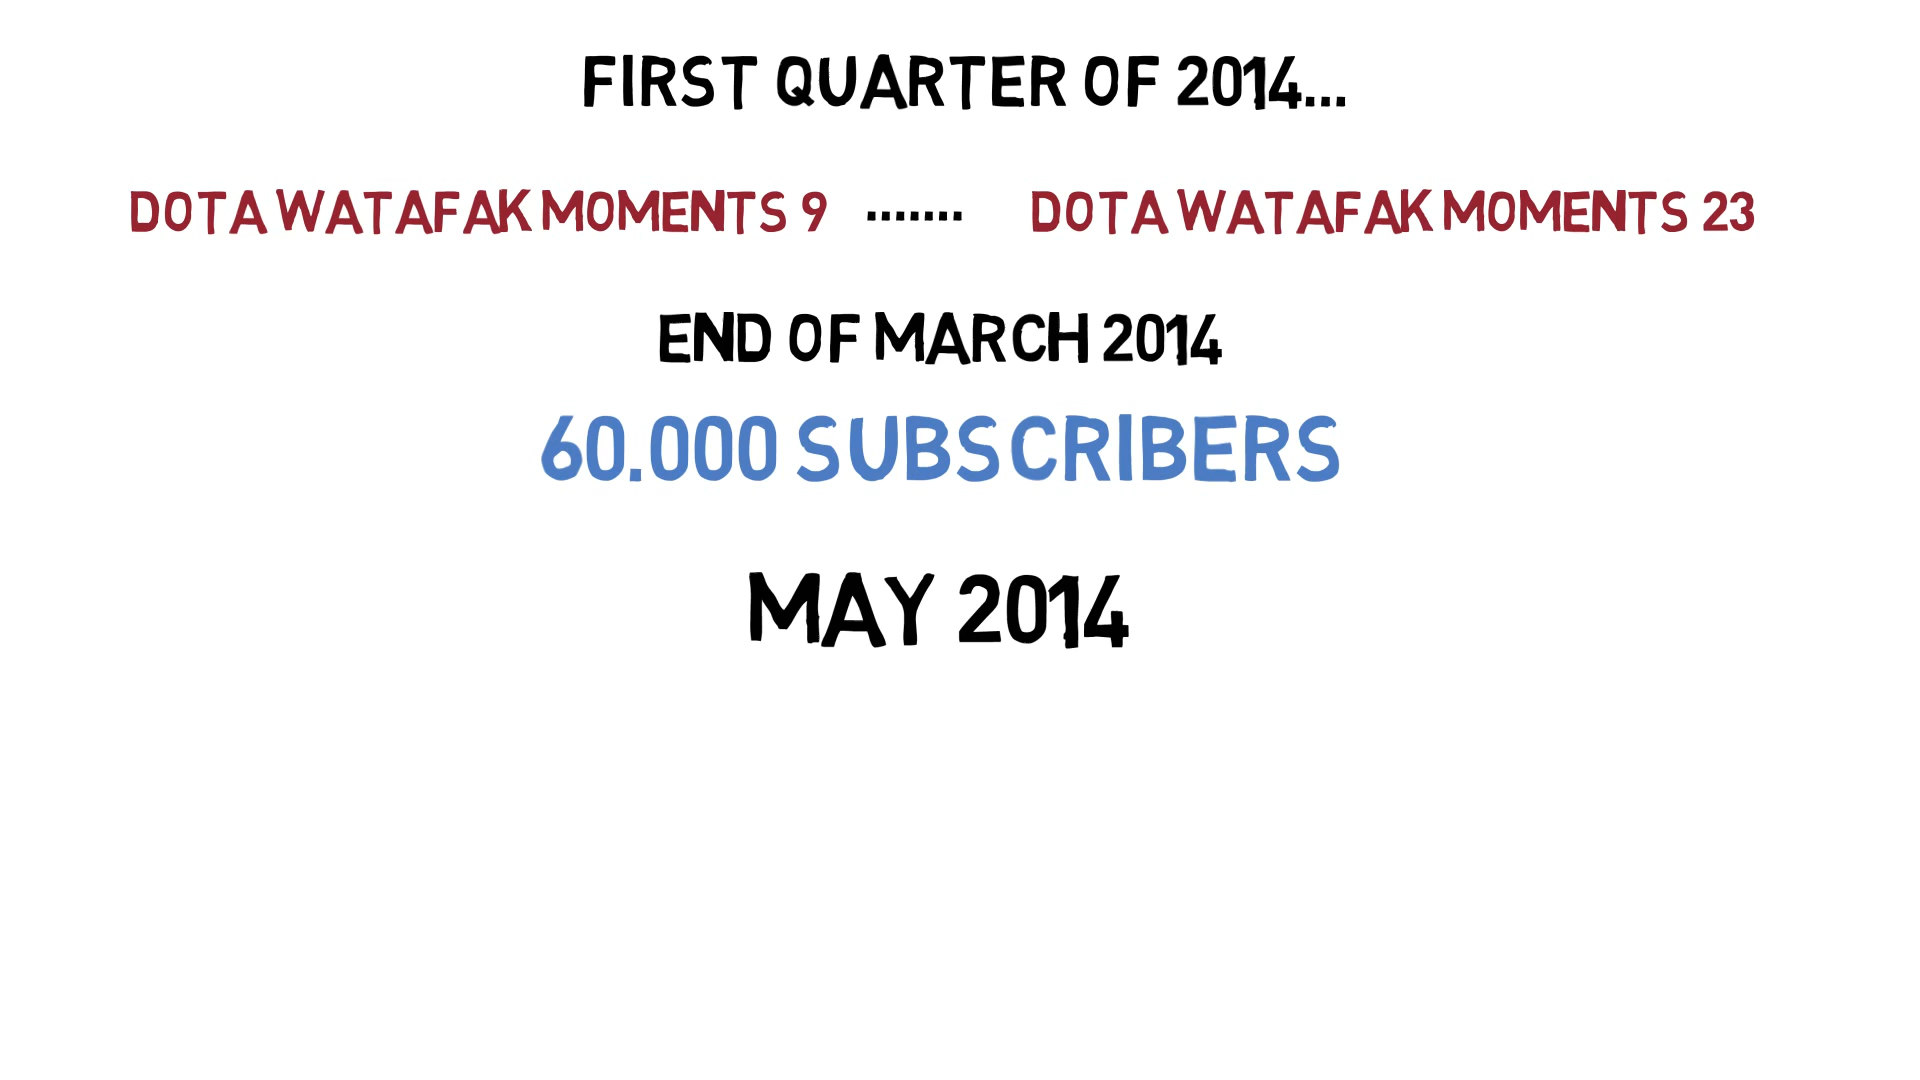 FIRST QUARTER OF 2014...
DOTA WATAFAK MOMENTS 9 ....... DOTA WATAFAK MOMENTS 23
END OF MARCH 2014
60.000 SUBSCRIBERS
MAY 2014